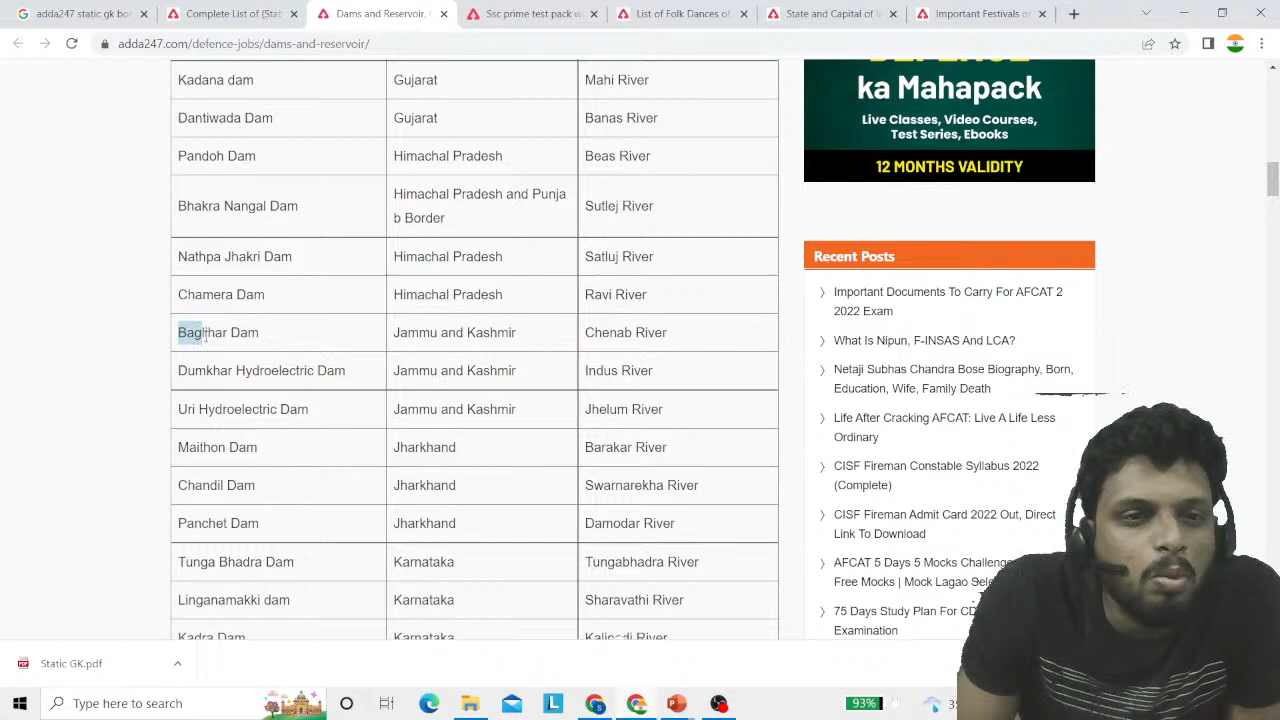 374 static gk bo
Complete List of Stat
Dams and Reservoir,
Ssc prime test pack w
List of Folk Dances of
State and Capital of
Important Festivals o
adda247.com/defence-jobs/dams-and-reservoir/
Kadana dam Gujarat Mahi River
Dantiwada Dam Gujarat Banas River
Pandoh Dam Himachal Pradesh Beas River
Bhakra Nangal Dam Himachal Pradesh and Punja
b Border Sutlej River
Nathpa Jhakri Dam Himachal Pradesh Satluj River
Chamera Dam Himachal Pradesh Ravi River
Baglihar Dam Jammu and Kashmir Chenab River
Dumkhar Hydroelectric Dam Jammu and Kashmir Indus River
Uri Hydroelectric Dam Jammu and Kashmir Jhelum River
Maithon Dam Jharkhand Barakar River
Chandil Dam Jharkhand Swarnarekha River
Panchet Dam Jharkhand Damodar River
Tunga Bhadra Dam Karnataka Tungabhadra River
Linganamakki dam Karnataka Sharavathi River
Kadra Dam Karnataka Kalinadi River
ka Mahapack
Live Classes, Video Courses,
Test Series, Ebooks
12 MONTHS VALIDITY
Recent Posts
Important Documents To Carry For AFCAT 2
2022 Exam
What Is Nipun, F-INSAS And LCA?
Netaji Subhas Chandra Bose Biography, Born,
Education, Wife, Family Death
Life After Cracking AFCAT: Live A Life Less
Ordinary
CISF Fireman Constable Syllabus 2022
(Complete)
CISF Fireman Admit Card 2022 Out, Direct
Link To Download
AFCAT 5 Days 5 Mocks Challeng
Free Mocks | Mock Lagao Sele
75 Days Study Plan For CD
Examination
Static GK.pdf
Type here to se
93%